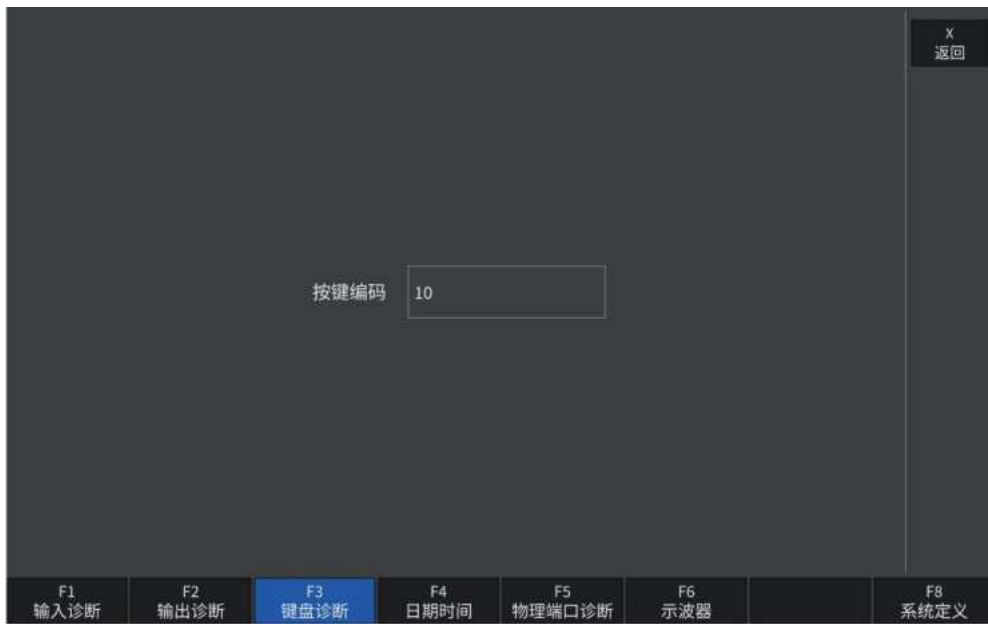 X
返回
按键编码 10
F1
输入诊断
F2
输出诊断
F3
键盘诊断
F4
日期时间
F5
物理端口诊断
F6
示波器
F8
系统定义